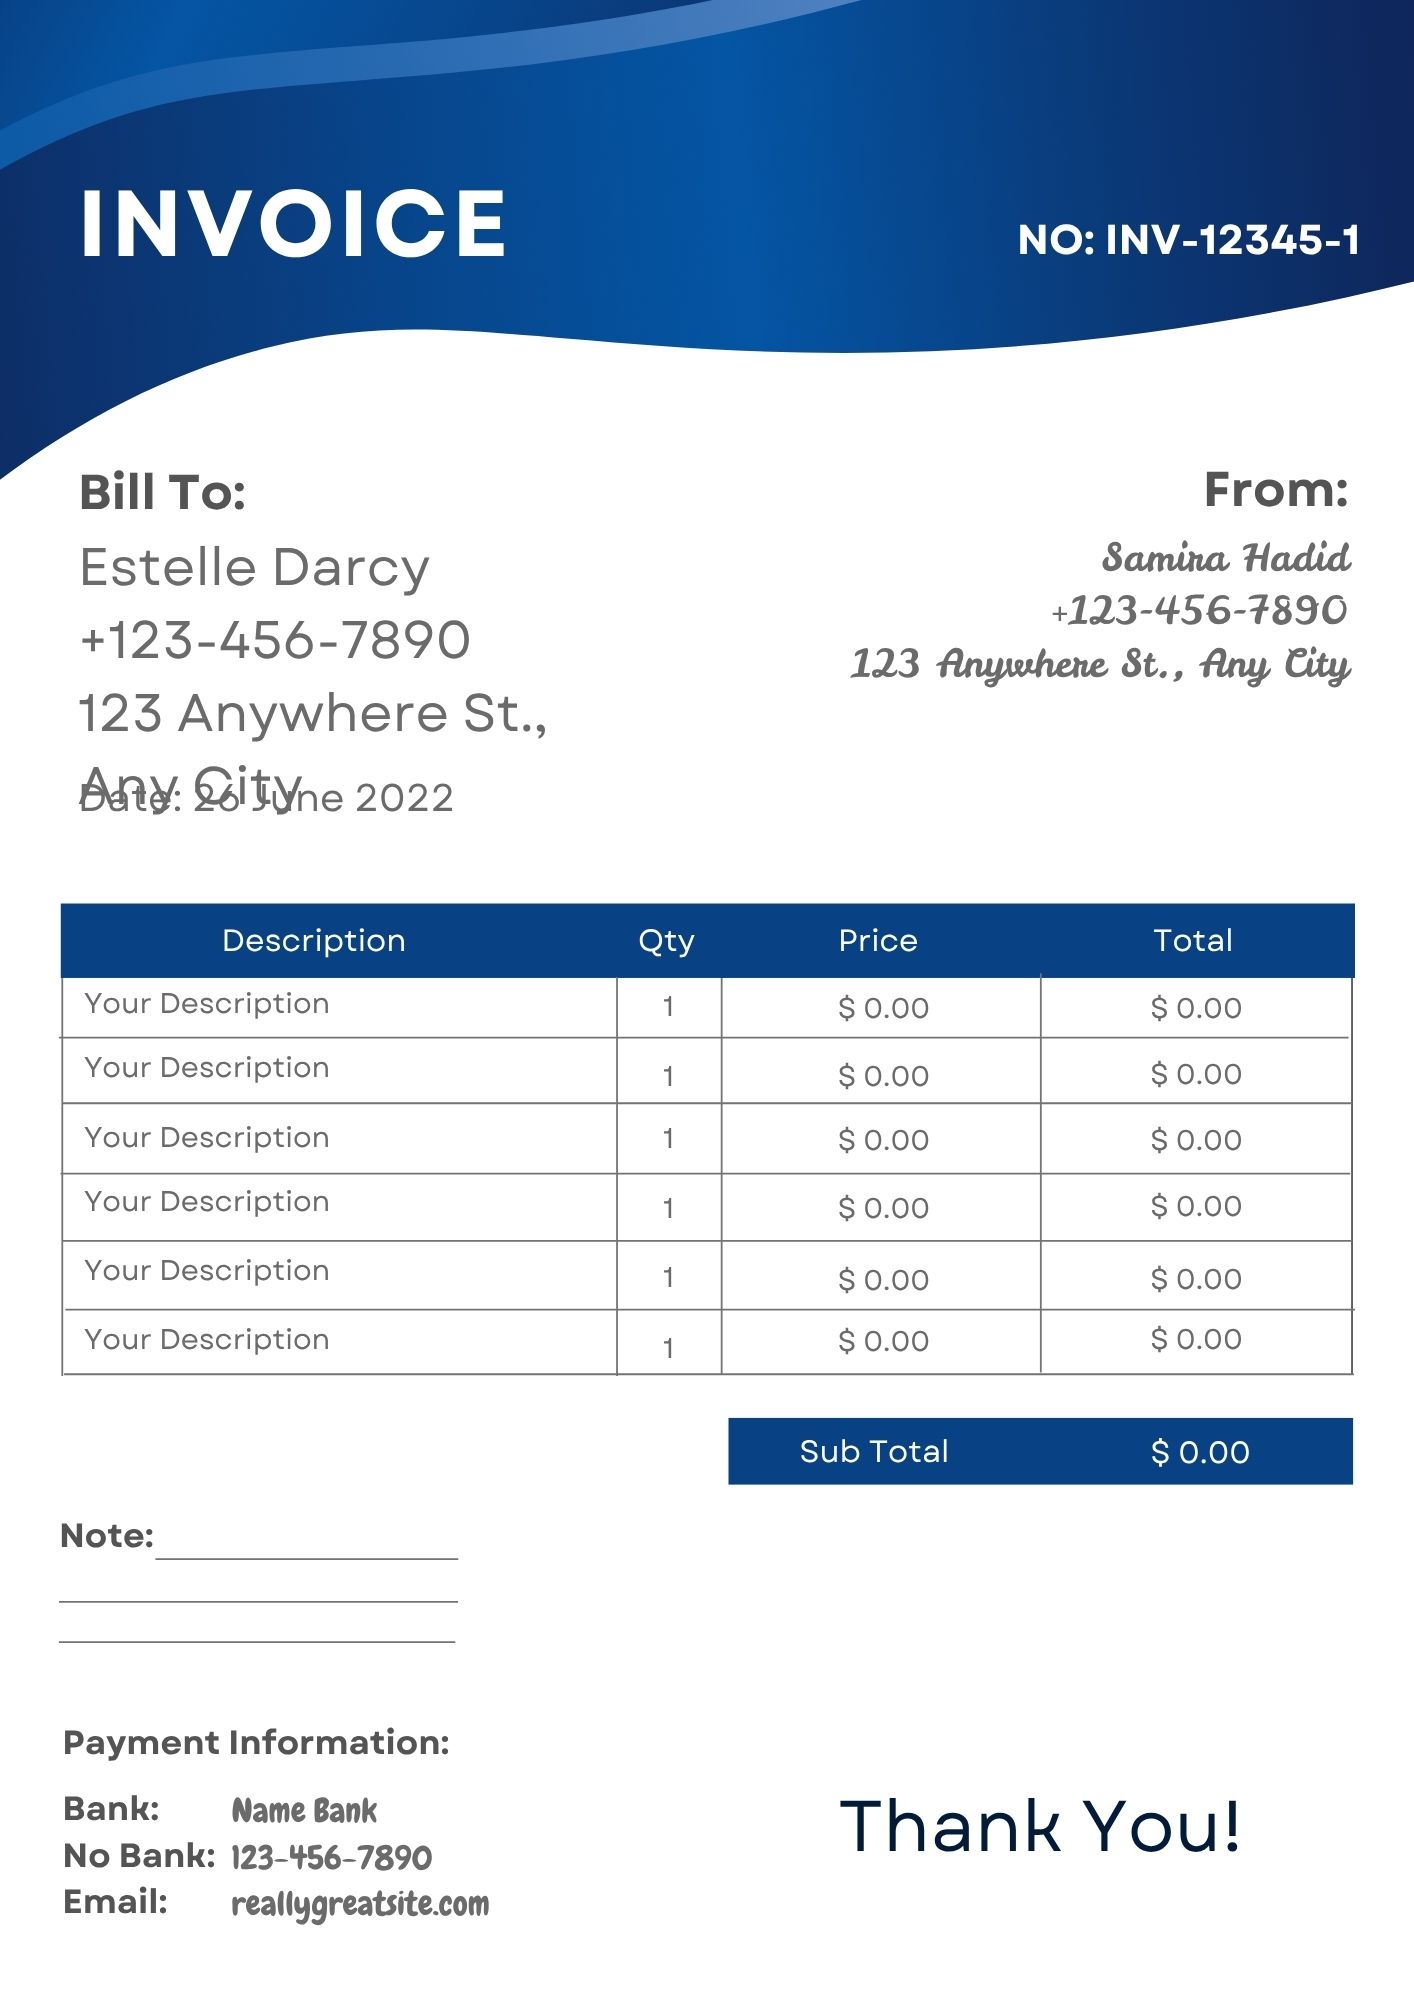 INVOICE
NO: INV-12345-1
Bill To:
Estelle Darcy
+123-456-7890
123 Anywhere St.,
Any City
Date: 26 June 2022
From:
Samira Hadid
+123-456-7890
123 Anywhere St., Any City
Description Qty Price Total
Your Description 1 $ 0.00 $ 0.00
Your Description 1 $ 0.00 $ 0.00
Your Description 1 $ 0.00 $ 0.00
Your Description 1 $ 0.00 $ 0.00
Your Description 1 $ 0.00 $ 0.00
Your Description 1 $ 0.00 $ 0.00
Sub Total $ 0.00
Note:
Payment Information:
Bank: Name Bank
No Bank: 123-456-7890
Email: reallygreatsite.com
Thank You!